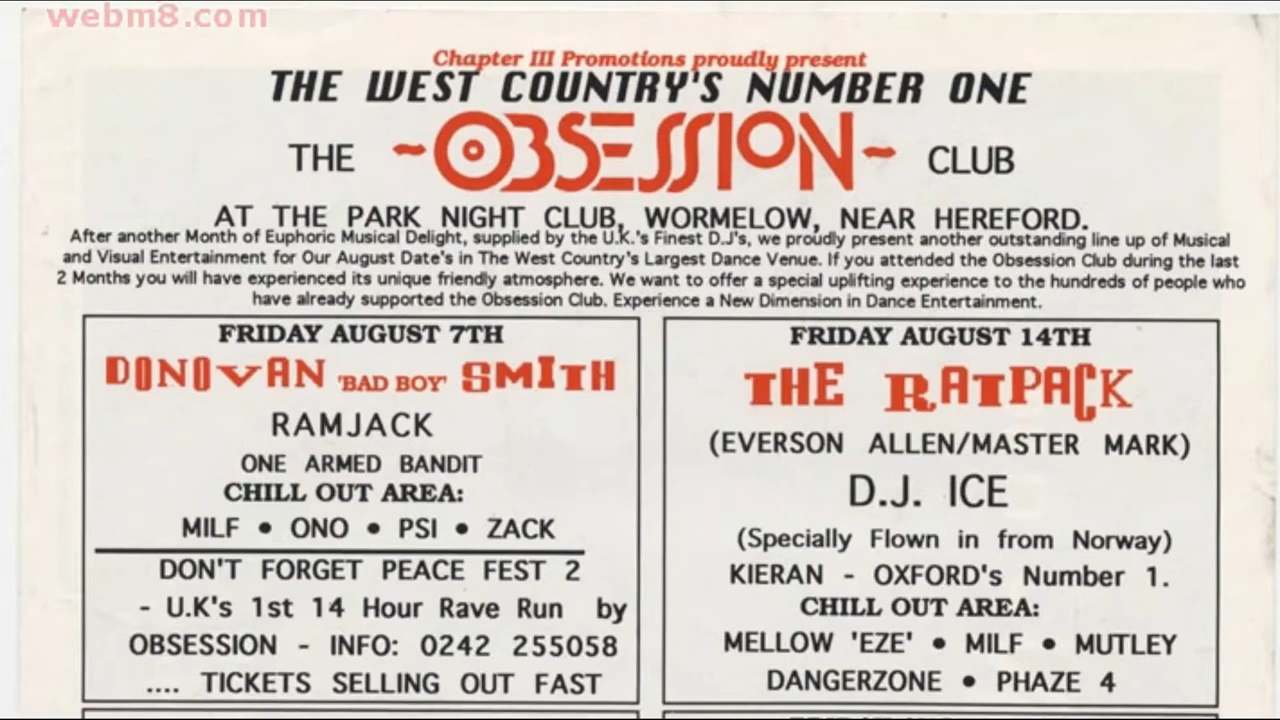 webm8.com
Chapter III Promotions proudly present
THE WEST COUNTRY'S NUMBER ONE
THE ~OBSESSION~ CLUB
AT THE PARK NIGHT CLUB, WORMELOW, NEAR HEREFORD.
After another Month of Euphoric Musical Delight, supplied by the U.K.'s Finest D.J's, we proudly present another outstanding line up of Musical
and Visual Entertainment for Our August Date's in The West Country's Largest Dance Venue. If you attended the Obsession Club during the last
2 Months you will have experienced its unique friendly atmosphere. We want to offer a special uplifting experience to the hundreds of people who
have already supported the Obsession Club. Experience a New Dimension in Dance Entertainment.
FRIDAY AUGUST 7TH
DONOVAN 'BAD BOY' SMITH
RAMJACK
ONE ARMED BANDIT
CHILL OUT AREA:
MILF • ONO • PSI • ZACK
DON'T FORGET PEACE FEST 2
- U.K's 1st 14 Hour Rave Run by
OBSESSION - INFO: 0242 255058
.... TICKETS SELLING OUT FAST
FRIDAY AUGUST 14TH
THE RATPACK
(EVERSON ALLEN/MASTER MARK)
D.J. ICE
(Specially Flown in from Norway)
KIERAN - OXFORD's Number 1.
CHILL OUT AREA:
MELLOW 'EZE' • MILF • MUTLEY
DANGERZONE • PHAZE 4